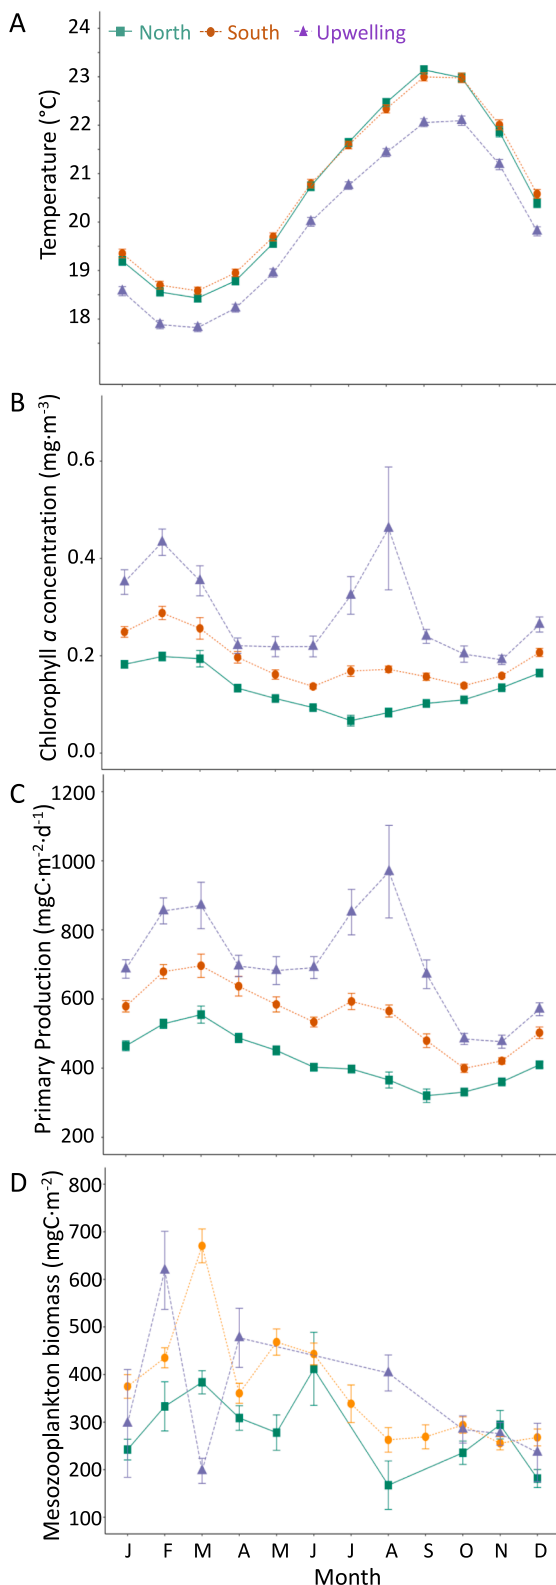 A
North South Upwelling
Temperature (°C)
24
23
22
21
20
19
18
B
Chlorophyll a concentration (mg·m-3)
0.6
0.4
0.2
0.0
C
Primary Production (mgC·m-2·d-1)
1200
1000
800
600
400
200
D
Mesozooplankton biomass (mgC·m-2)
800
700
600
500
400
300
200
100
J F M A M J J A S O N D
Month